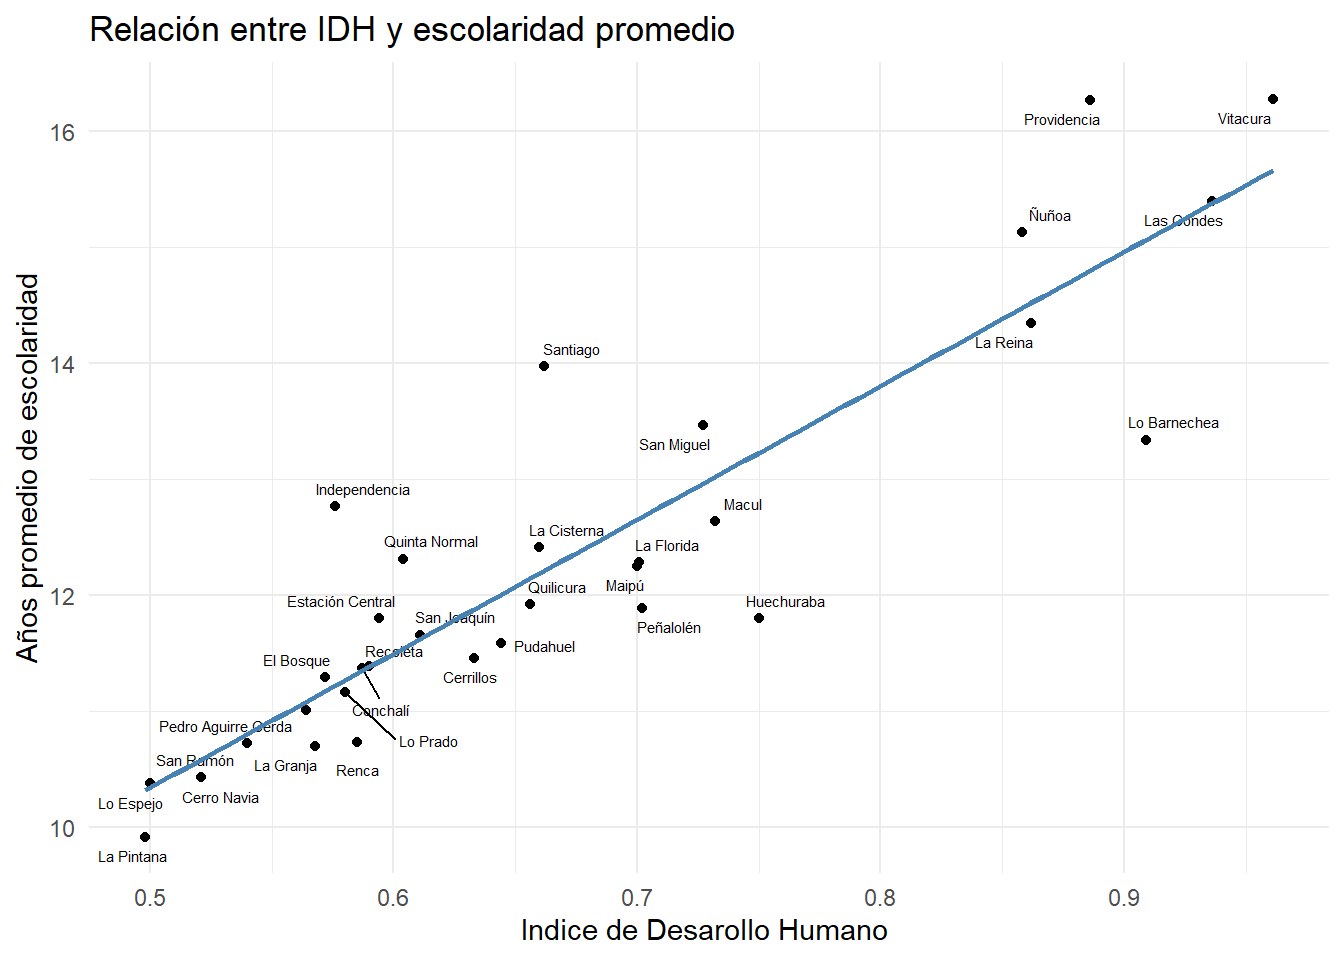 Relación entre IDH y escolaridad promedio
Años promedio de escolaridad
16
14
12
10
Providencia
Vitacura
Ñuñoa
Las Condes
La Reina
Santiago
Lo Barnechea
San Miguel
Independencia
Macul
La Cisterna
Quinta Normal
La Florida
Maipú
Quilicura
Estación Central
Huechuraba
San Joaquín
Peñalolén
Pudahuel
Recoleta
El Bosque
Cerrillos
Conchalí
Pedro Aguirre Cerda
Lo Prado
San Ramón
La Granja
Renca
Lo Espejo
Cerro Navia
La Pintana
0.5 0.6 0.7 0.8 0.9
Indice de Desarollo Humano